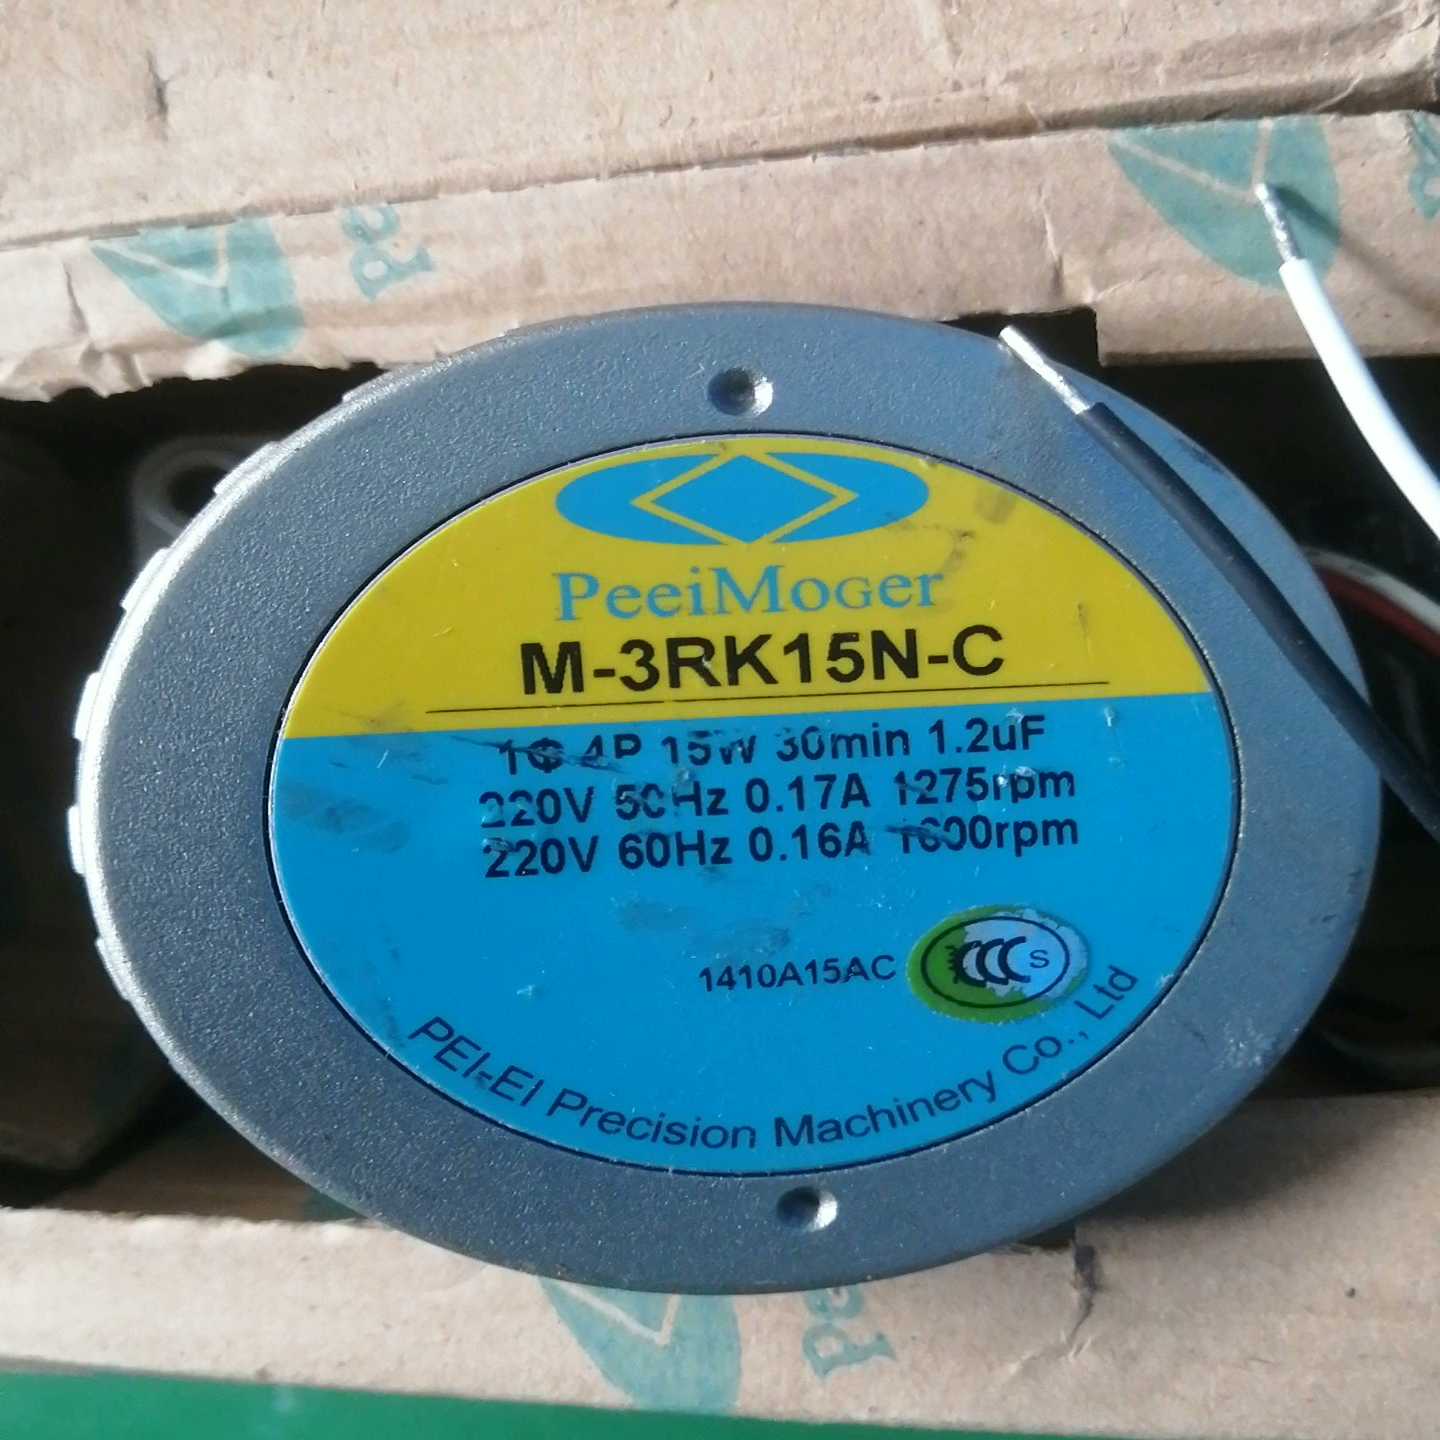 PeeiMoger
M-3RK15N-C
1Φ 4P 15W 30min 1.2uF
220V 50Hz 0.17A 1275rpm
220V 60Hz 0.16A 1600rpm
1410A15AC
CCC S
PEI-EI Precision Machinery Co., Ltd